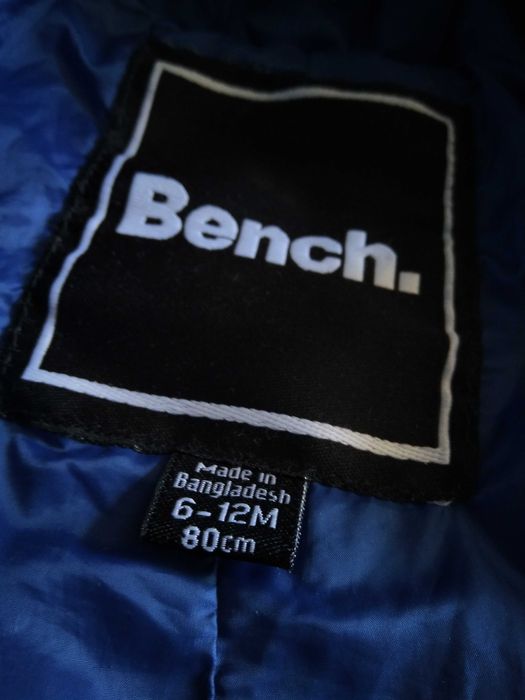 Bench.
Made in
Bangladesh
6-12M
80cm